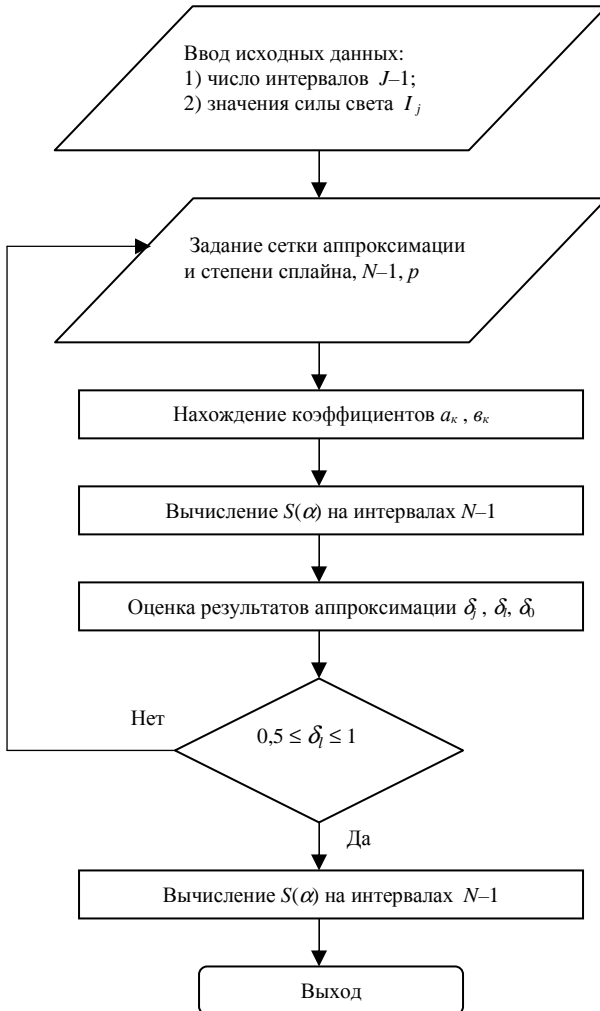 Ввод исходных данных:
1) число интервалов J–1;
2) значения силы света I j
Задание сетки аппроксимации
и степени сплайна, N–1, p
Нахождение коэффициентов aк , вк
Вычисление S(α) на интервалах N–1
Оценка результатов аппроксимации δj , δl, δ0
Нет
0,5 ≤ δl ≤ 1
Да
Вычисление S(α) на интервалах N–1
Выход